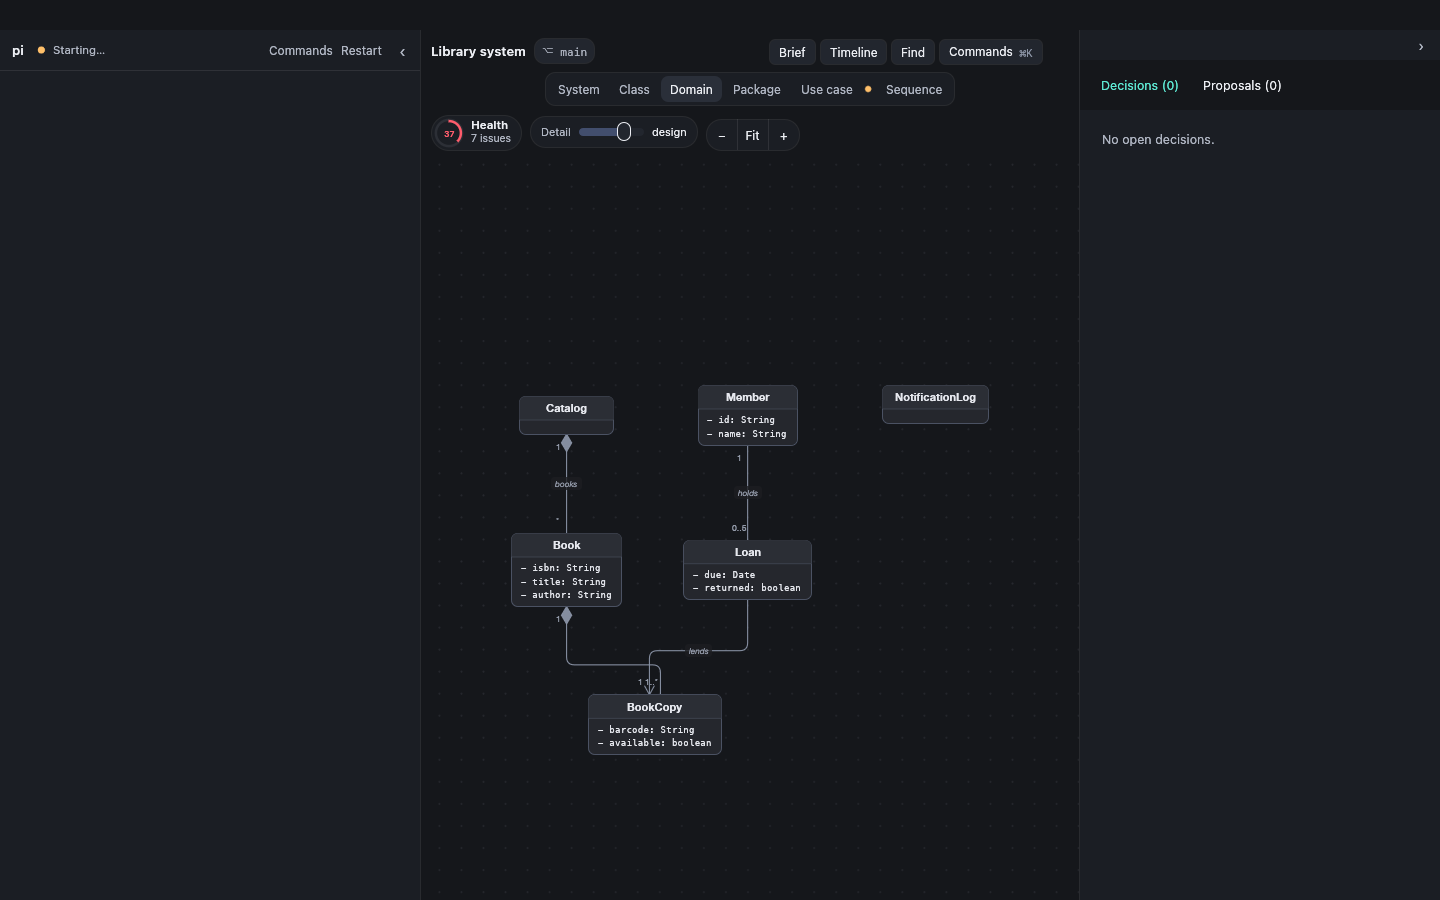 pi Starting... Commands Restart ‹
Library system main Brief Timeline Find Commands ⌘K
›
System Class Domain Package Use case Sequence
Decisions (0) Proposals (0)
37 Health
7 issues
Detail design − Fit +
No open decisions.
Catalog
1
books
*
Book
– isbn: String
– title: String
– author: String
1
Member
– id: String
– name: String
1
holds
Loan
– due: Date
– returned: boolean
lends
1 1..*
BookCopy
– barcode: String
– available: boolean
NotificationLog